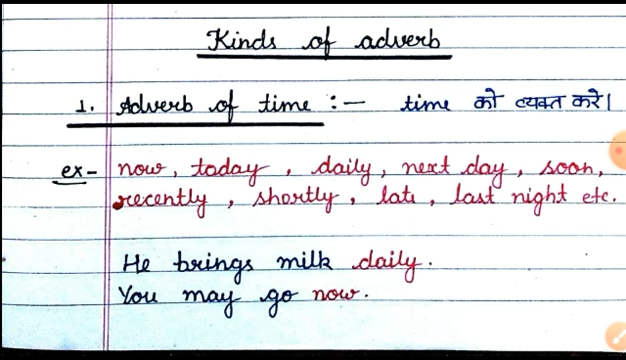 Kinds of adverb
1. Adverb of time :— time को व्यक्त करे।
ex- now, today, daily, next day, soon,
recently, shortly, late, last night etc.
He brings milk daily.
You may go now.